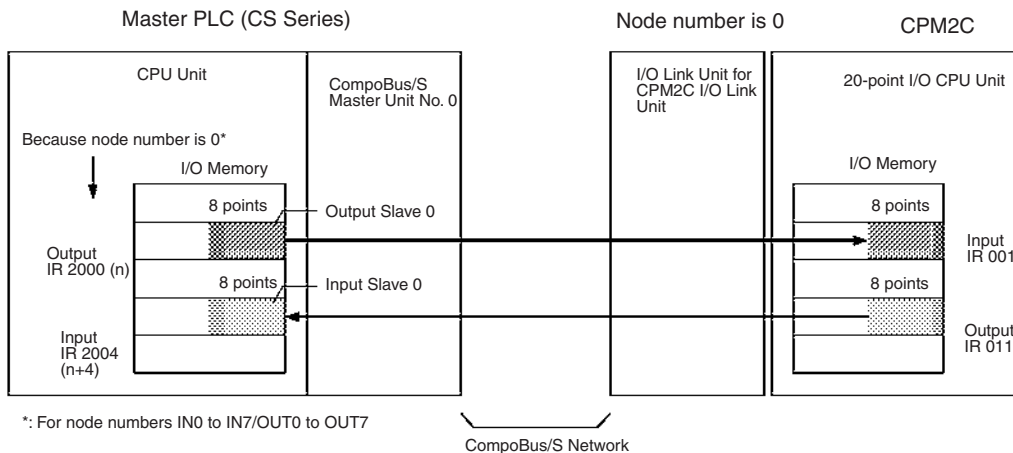 Master PLC (CS Series)
Node number is 0
CPM2C
CPU Unit
CompoBus/S
Master Unit No. 0
I/O Link Unit for
CPM2C I/O Link
Unit
20-point I/O CPU Unit
Because node number is 0*
I/O Memory
I/O Memory
8 points
8 points
Output Slave 0
Output
IR 2000 (n)
Input
IR 001
8 points
8 points
Input Slave 0
Input
IR 2004
(n+4)
Output
IR 011
*: For node numbers IN0 to IN7/OUT0 to OUT7
CompoBus/S Network